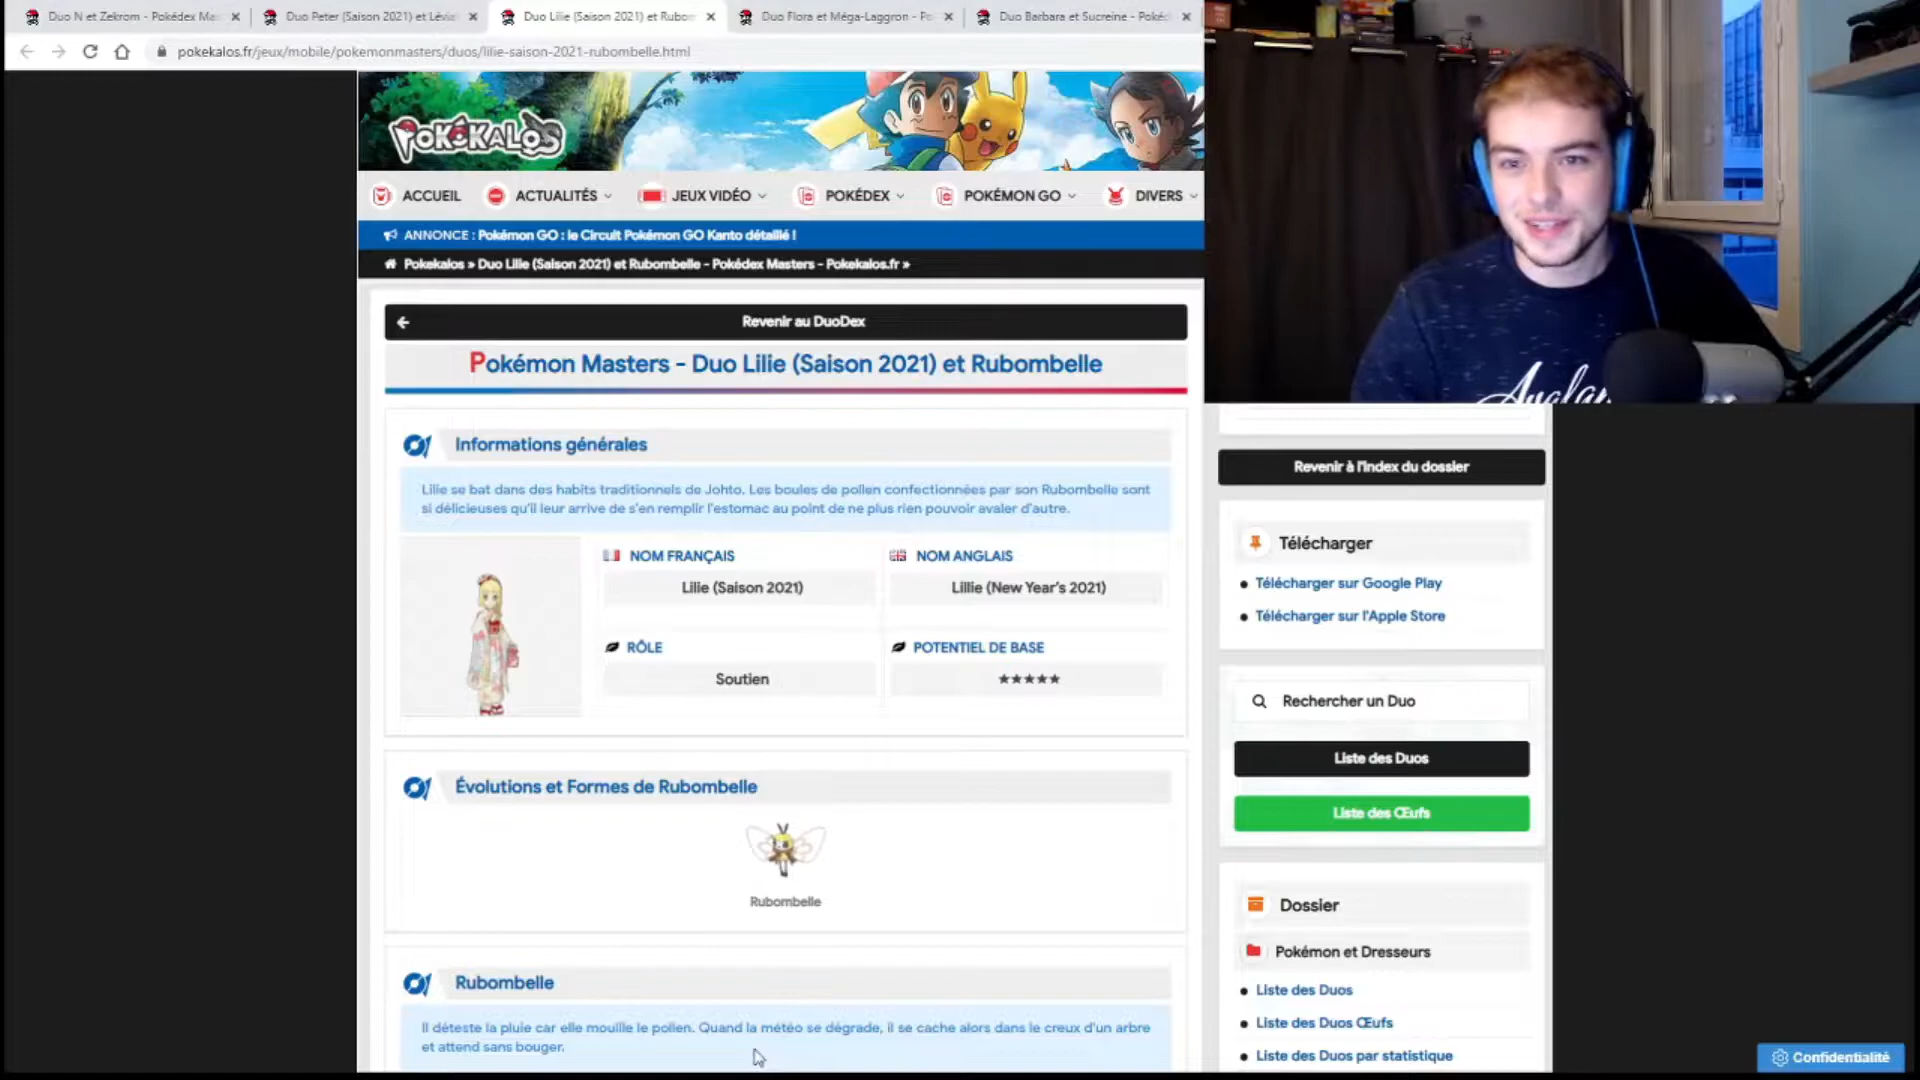 Duo N et Zekrom - Pokédex Ma
Duo Peter (Saison 2021) et Lévia
Duo Lilie (Saison 2021) et Rubom
Duo Flora et Méga-Laggron - Po
Duo Barbara et Sucreine - Poké
pokekalos.fr/jeux/mobile/pokemonmasters/duos/lilie-saison-2021-rubombelle.html
POKÉKALOS
ACCUEIL
ACTUALITÉS
JEUX VIDÉO
POKÉDEX
POKÉMON GO
DIVERS
ANNONCE : Pokémon GO : le Circuit Pokémon GO Kanto détaillé !
Pokekalos » Duo Lilie (Saison 2021) et Rubombelle - Pokédex Masters - Pokekalos.fr »
Revenir au DuoDex
Pokémon Masters - Duo Lilie (Saison 2021) et Rubombelle
Informations générales
Lilie se bat dans des habits traditionnels de Johto. Les boules de pollen confectionnées par son Rubombelle sont
si délicieuses qu'il leur arrive de s'en remplir l'estomac au point de ne plus rien pouvoir avaler d'autre.
NOM FRANÇAIS
NOM ANGLAIS
Lilie (Saison 2021)
Lillie (New Year's 2021)
RÔLE
POTENTIEL DE BASE
Soutien
★★★★★
Évolutions et Formes de Rubombelle
Rubombelle
Rubombelle
Il déteste la pluie car elle mouille le pollen. Quand la météo se dégrade, il se cache alors dans le creux d'un arbre
et attend sans bouger.
Revenir à l'index du dossier
Télécharger
Télécharger sur Google Play
Télécharger sur l'Apple Store
Rechercher un Duo
Liste des Duos
Liste des Œufs
Dossier
Pokémon et Dresseurs
Liste des Duos
Liste des Duos Œufs
Liste des Duos par statistique
Confidentialité